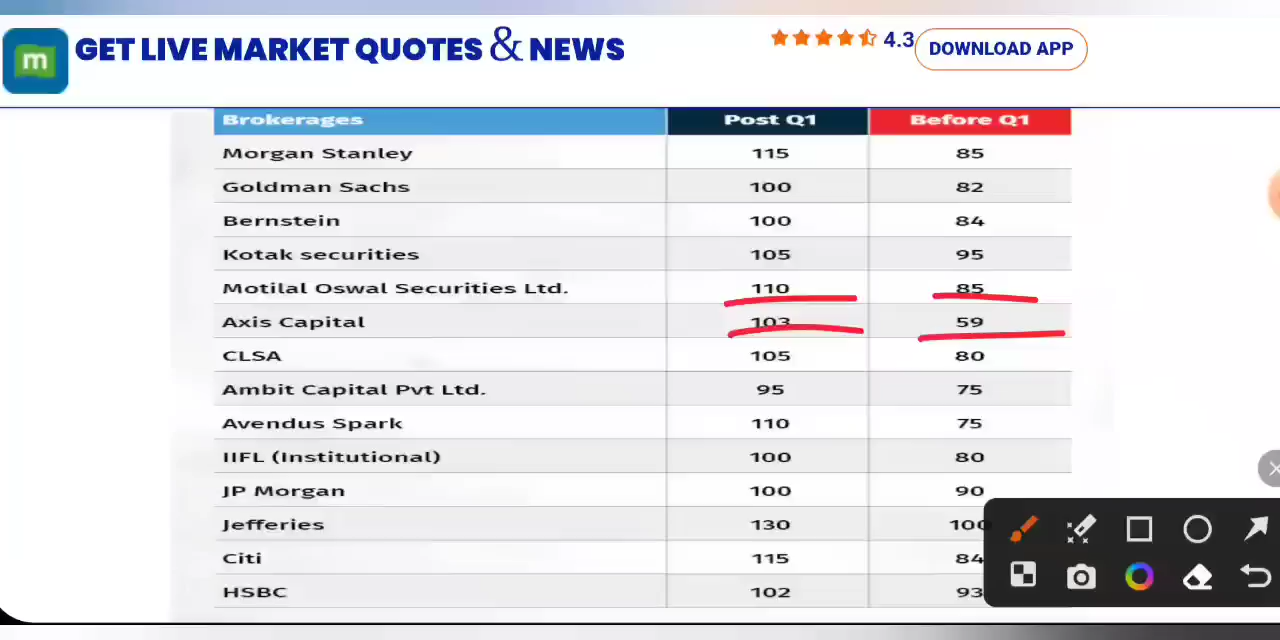 m GET LIVE MARKET QUOTES & NEWS 4.3 DOWNLOAD APP
Brokerages Post Q1 Before Q1
Morgan Stanley 115 85
Goldman Sachs 100 82
Bernstein 100 84
Kotak securities 105 95
Motilal Oswal Securities Ltd. 110 85
Axis Capital 103 59
CLSA 105 80
Ambit Capital Pvt Ltd. 95 75
Avendus Spark 110 75
IIFL (Institutional) 100 80
JP Morgan 100 90
Jefferies 130 100
Citi 115 84
HSBC 102 93